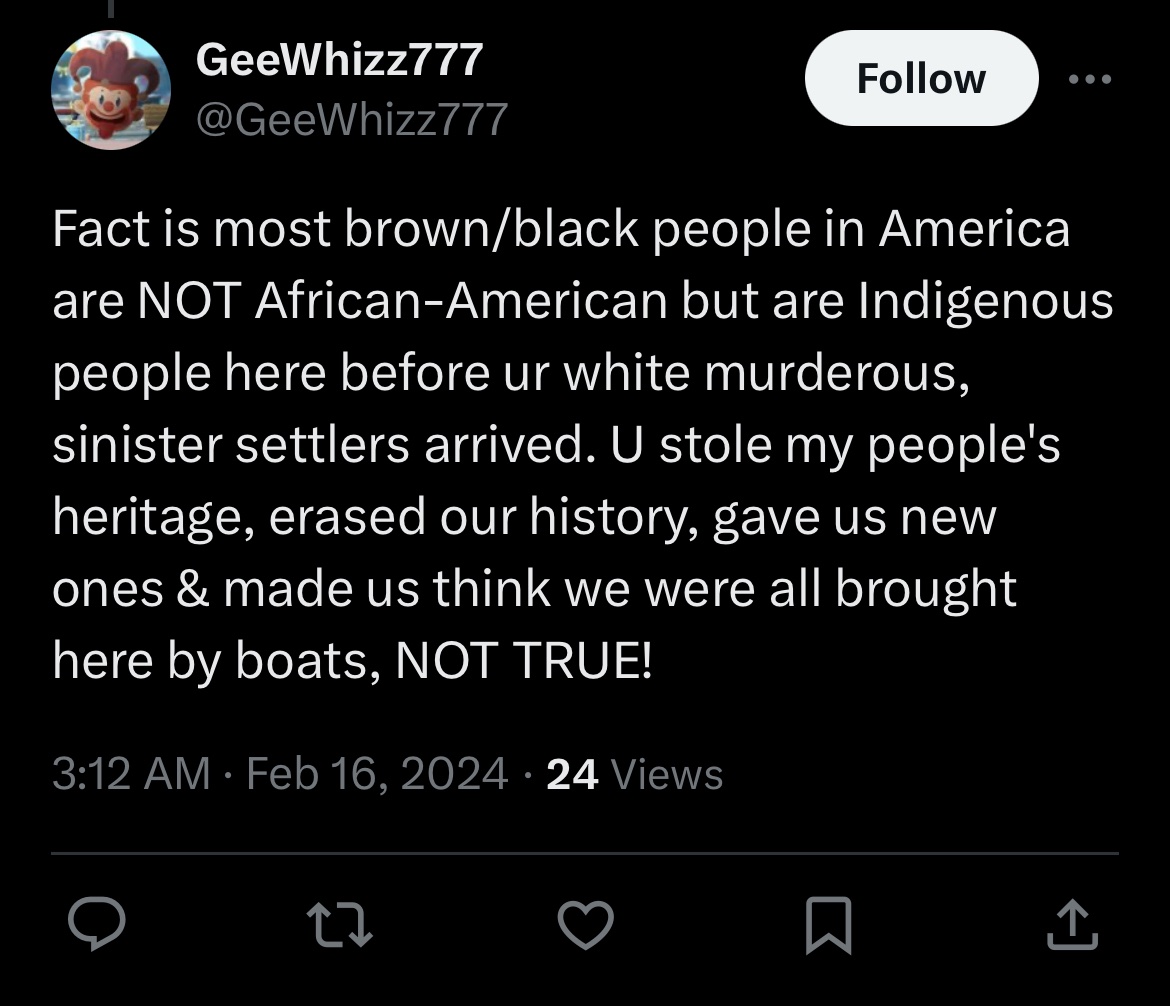 GeeWhizz777
Follow
@GeeWhizz777
Fact is most brown/black people in America
are NOT African-American but are Indigenous
people here before ur white murderous,
sinister settlers arrived. U stole my people's
heritage, erased our history, gave us new
ones & made us think we were all brought
here by boats, NOT TRUE!
3:12 AM · Feb 16, 2024 · 24 Views